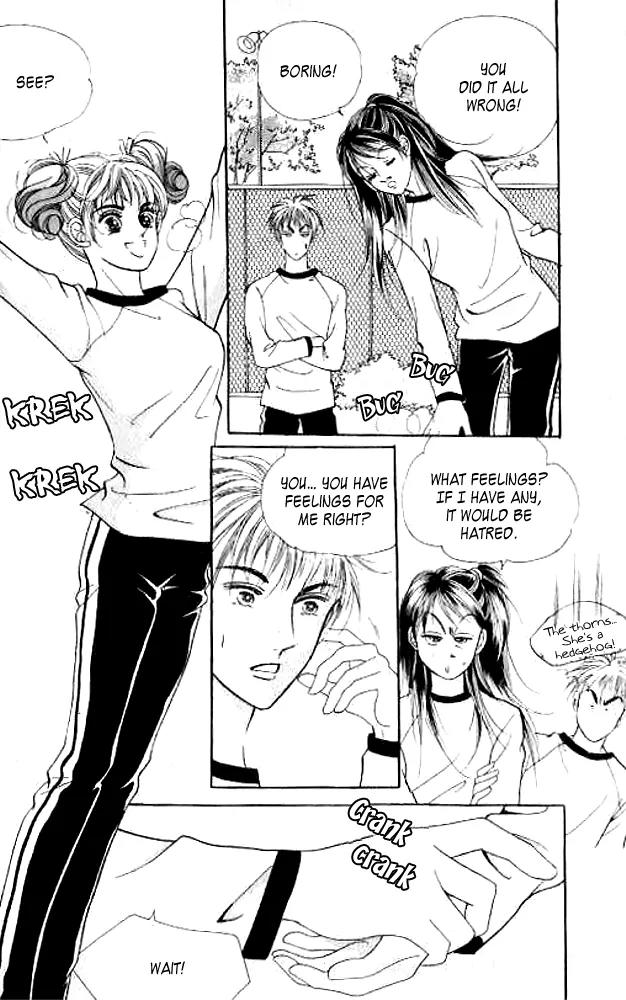 SEE?
BORING!
YOU
DID IT ALL
WRONG!
KREK
KREK
BUG
BUG
YOU... YOU HAVE
FEELINGS FOR
ME RIGHT?
WHAT FEELINGS?
IF I HAVE ANY,
IT WOULD BE
HATRED.
The thorns...
She's a
hedgehog!
crank
crank
WAIT!